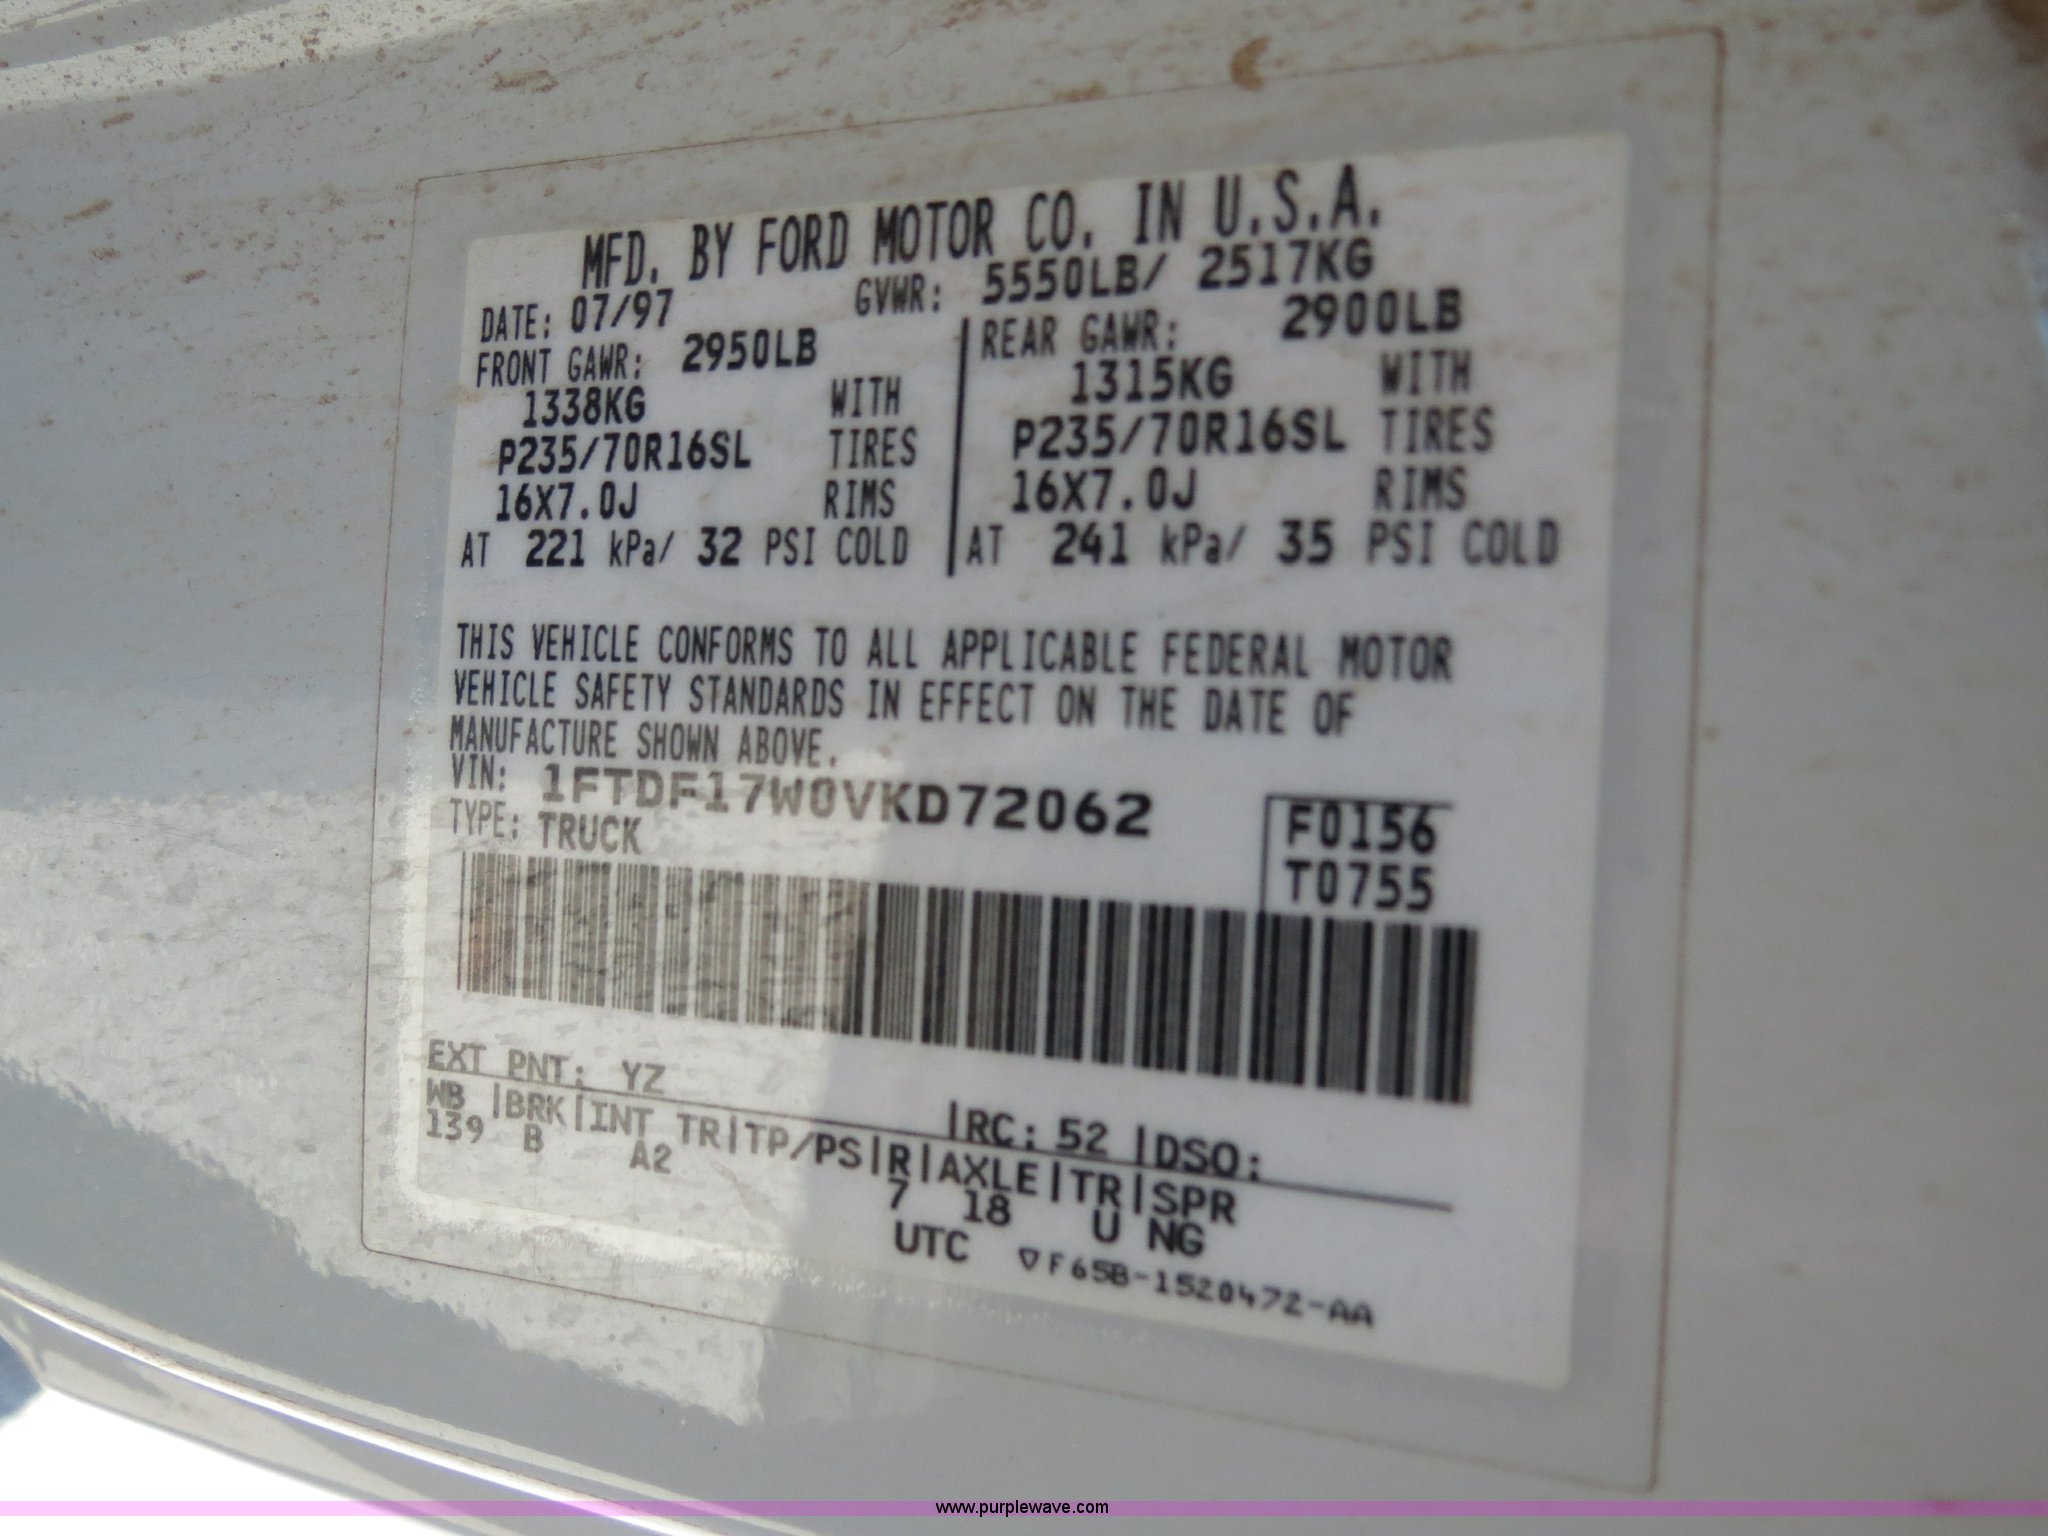 MFD. BY FORD MOTOR CO. IN U.S.A.
DATE: 07/97 GVWR: 5550LB/ 2517KG
FRONT GAWR: 2950LB REAR GAWR: 2900LB
1338KG WITH 1315KG WITH
P235/70R16SL TIRES P235/70R16SL TIRES
16X7.0J RIMS 16X7.0J RIMS
AT 221 kPa/ 32 PSI COLD AT 241 kPa/ 35 PSI COLD
THIS VEHICLE CONFORMS TO ALL APPLICABLE FEDERAL MOTOR
VEHICLE SAFETY STANDARDS IN EFFECT ON THE DATE OF
MANUFACTURE SHOWN ABOVE.
VIN: 1FTDF17W0VKD72062
F0156
TYPE: TRUCK
T0755
EXT PNT: YZ |RC: 52 |DSO:
WB |BRK|INT TR|TP/PS|R|AXLE|TR|SPR
139 B A2 7 18 U NG
UTC ▽F65B-1520472-AA
www.purplewave.com